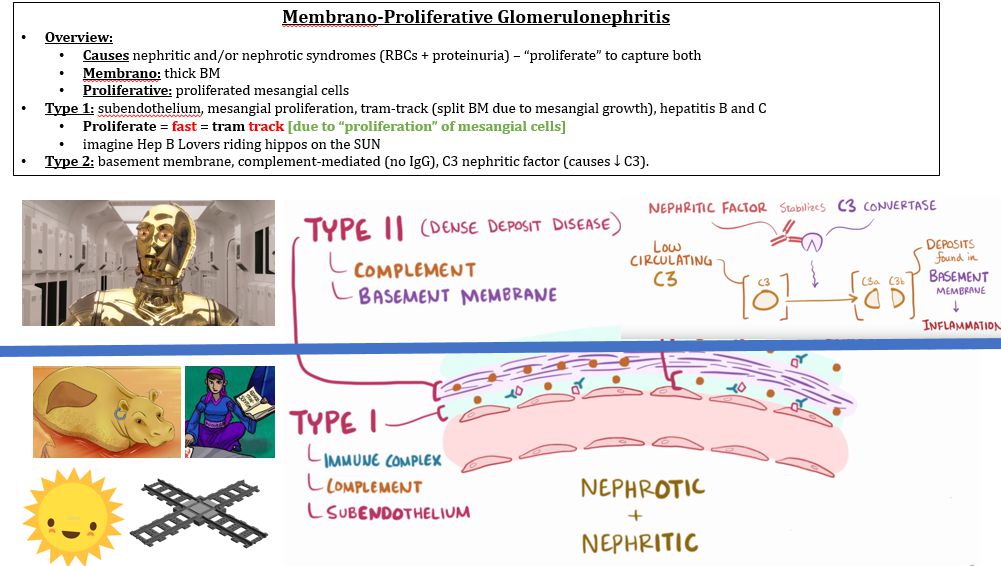 Membrano-Proliferative Glomerulonephritis
• Overview:
• Causes nephritic and/or nephrotic syndromes (RBCs + proteinuria) – “proliferate” to capture both
• Membrano: thick BM
• Proliferative: proliferated mesangial cells
• Type 1: subendothelium, mesangial proliferation, tram-track (split BM due to mesangial growth), hepatitis B and C
• Proliferate = fast = tram track [due to “proliferation” of mesangial cells]
• imagine Hep B Lovers riding hippos on the SUN
• Type 2: basement membrane, complement-mediated (no IgG), C3 nephritic factor (causes ↓ C3).
TYPE II (DENSE DEPOSIT DISEASE)
COMPLEMENT
BASEMENT MEMBRANE
NEPHRITIC FACTOR Stabilizes C3 CONVERTASE
LOW
CIRCULATING
C3
C3
C3a C3b
DEPOSITS
found in
BASEMENT
MEMBRANE
↓
INFLAMMATION
TYPE I
IMMUNE COMPLEX
COMPLEMENT
SUBENDOTHELIUM
NEPHROTIC
+
NEPHRITIC